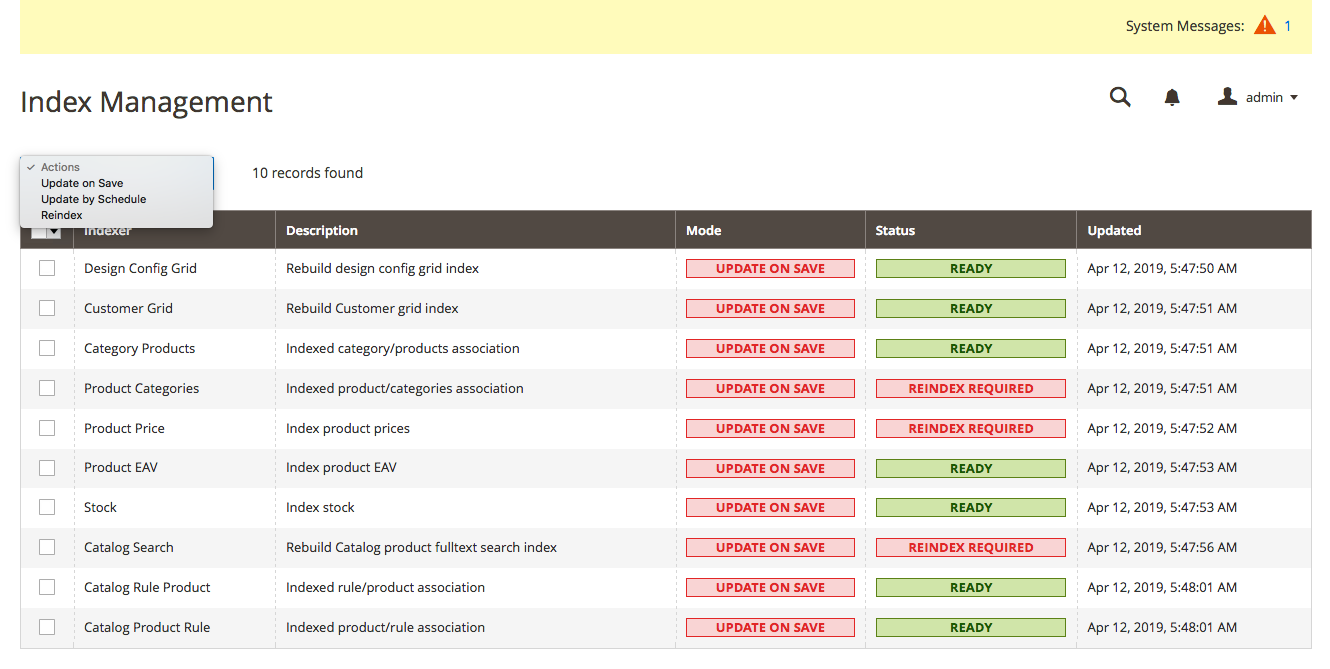 System Messages: 1
Index Management
admin
Actions
Update on Save
Update by Schedule
Reindex
10 records found
Indexer Description Mode Status Updated
Design Config Grid Rebuild design config grid index UPDATE ON SAVE READY Apr 12, 2019, 5:47:50 AM
Customer Grid Rebuild Customer grid index UPDATE ON SAVE READY Apr 12, 2019, 5:47:51 AM
Category Products Indexed category/products association UPDATE ON SAVE READY Apr 12, 2019, 5:47:51 AM
Product Categories Indexed product/categories association UPDATE ON SAVE REINDEX REQUIRED Apr 12, 2019, 5:47:51 AM
Product Price Index product prices UPDATE ON SAVE REINDEX REQUIRED Apr 12, 2019, 5:47:52 AM
Product EAV Index product EAV UPDATE ON SAVE READY Apr 12, 2019, 5:47:53 AM
Stock Index stock UPDATE ON SAVE READY Apr 12, 2019, 5:47:53 AM
Catalog Search Rebuild Catalog product fulltext search index UPDATE ON SAVE REINDEX REQUIRED Apr 12, 2019, 5:47:56 AM
Catalog Rule Product Indexed rule/product association UPDATE ON SAVE READY Apr 12, 2019, 5:48:01 AM
Catalog Product Rule Indexed product/rule association UPDATE ON SAVE READY Apr 12, 2019, 5:48:01 AM